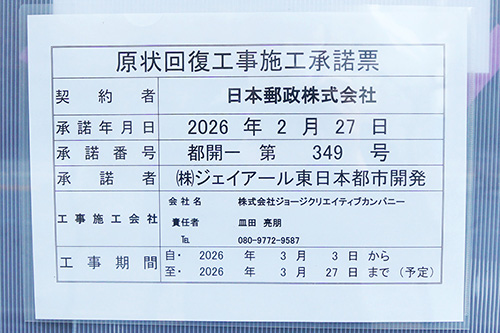 原状回復工事施工承諾票
契約者 日本郵政株式会社
承諾年月日 2026 年 2 月 27 日
承諾番号 都開一 第 349 号
承諾者 ㈱ジェイアール東日本都市開発
工事施工会社
会社名 株式会社ジョージクリエイティブカンパニー
責任者 皿田 亮朋
℡ 080-9772-9587
工事期間
自・ 2026 年 3 月 3 日 から
至・ 2026 年 3 月 27 日 まで (予定)